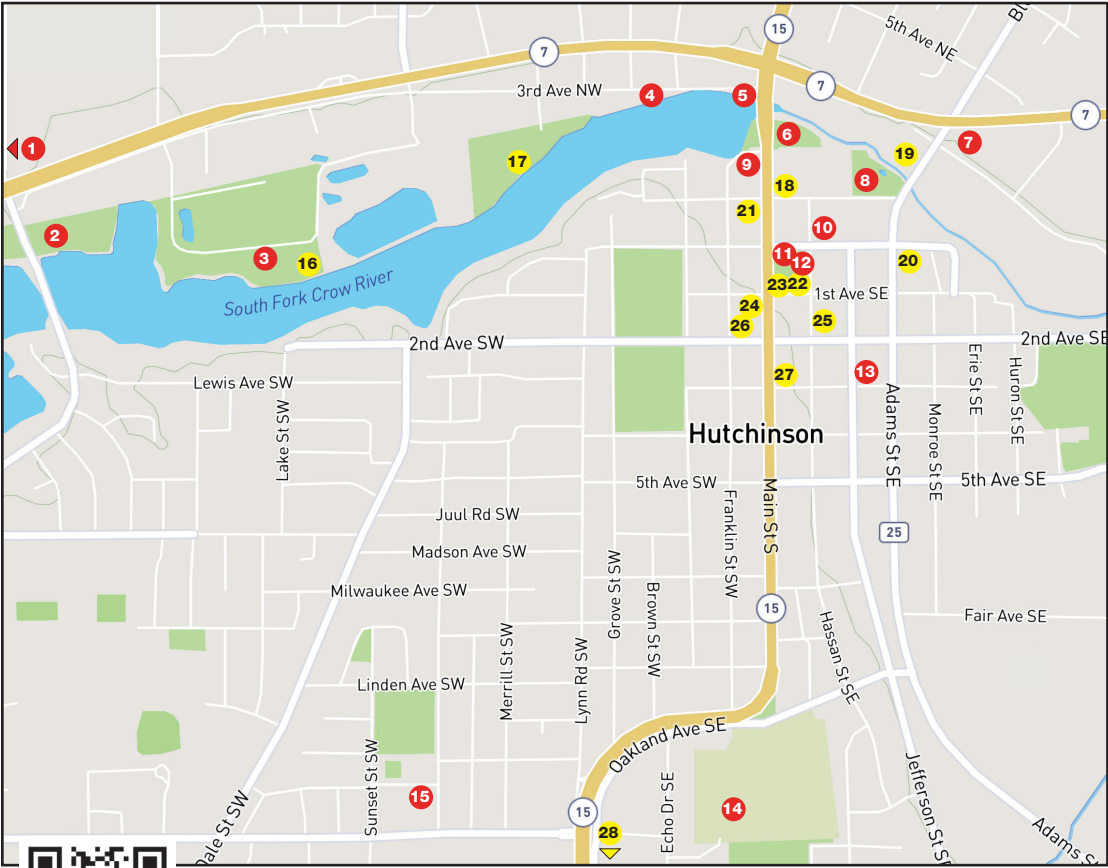 15
5th Ave NE
7
3rd Ave NW
4
5
7
7
1
6
7
19
17
9
18
8
21
2
10
3
16
11
12
20
South Fork Crow River
23
22
1st Ave SE
24
26
25
2nd Ave SW
2nd Ave SE
Lewis Ave SW
27
13
Erie St SE
Huron St SE
Lake St SW
Hutchinson
Adams St SE
Monroe St SE
5th Ave SW
5th Ave SE
Main St S
Franklin St SW
Juul Rd SW
25
Madson Ave SW
Grove St SW
Milwaukee Ave SW
Brown St SW
15
Fair Ave SE
Hassan St SE
Merrill St SW
Lynn Rd SW
Linden Ave SW
Oakland Ave SE
Sunset St SW
Jefferson St SE
15
Echo Dr SE
14
15
28
Dale St SW
Adams S